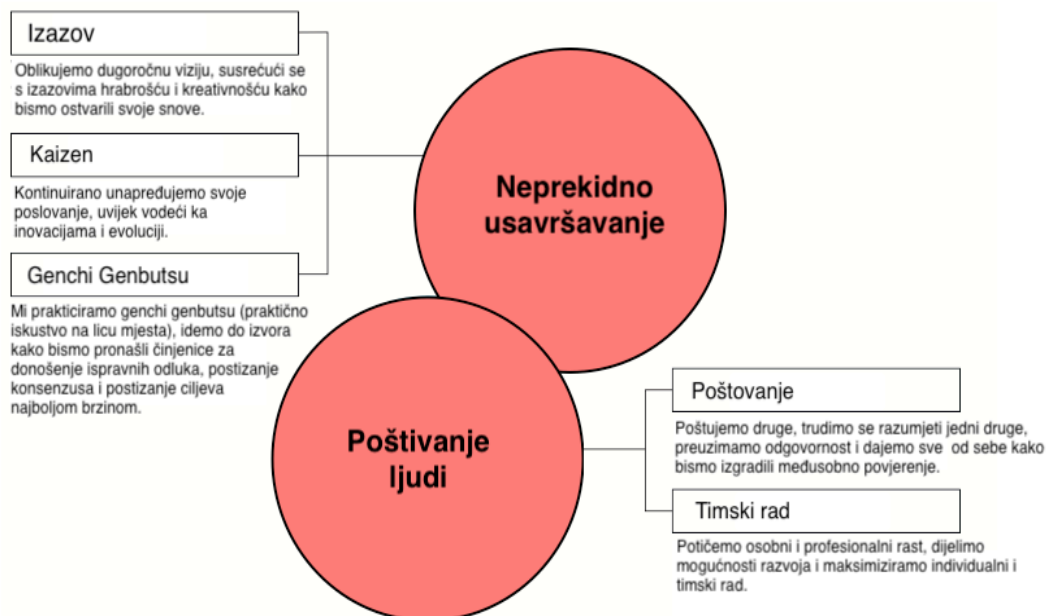 Izazov
Oblikujemo dugoročnu viziju, susrećući se
s izazovima hrabrošću i kreativnošću kako
bismo ostvarili svoje snove.
Kaizen
Kontinuirano unapređujemo svoje
poslovanje, uvijek vodeći ka
inovacijama i evoluciji.
Genchi Genbutsu
Mi prakticiramo genchi genbutsu (praktično
iskustvo na licu mjesta), idemo do izvora
kako bismo pronašli činjenice za
donošenje ispravnih odluka, postizanje
konsenzusa i postizanje ciljeva
najboljom brzinom.
Neprekidno
usavršavanje
Poštivanje
ljudi
Poštovanje
Poštujemo druge, trudimo se razumjeti jedni druge,
preuzimamo odgovornost i dajemo sve od sebe kako
bismo izgradili međusobno povjerenje.
Timski rad
Potičemo osobni i profesionalni rast, dijelimo
mogućnosti razvoja i maksimiziramo individualni i
timski rad.